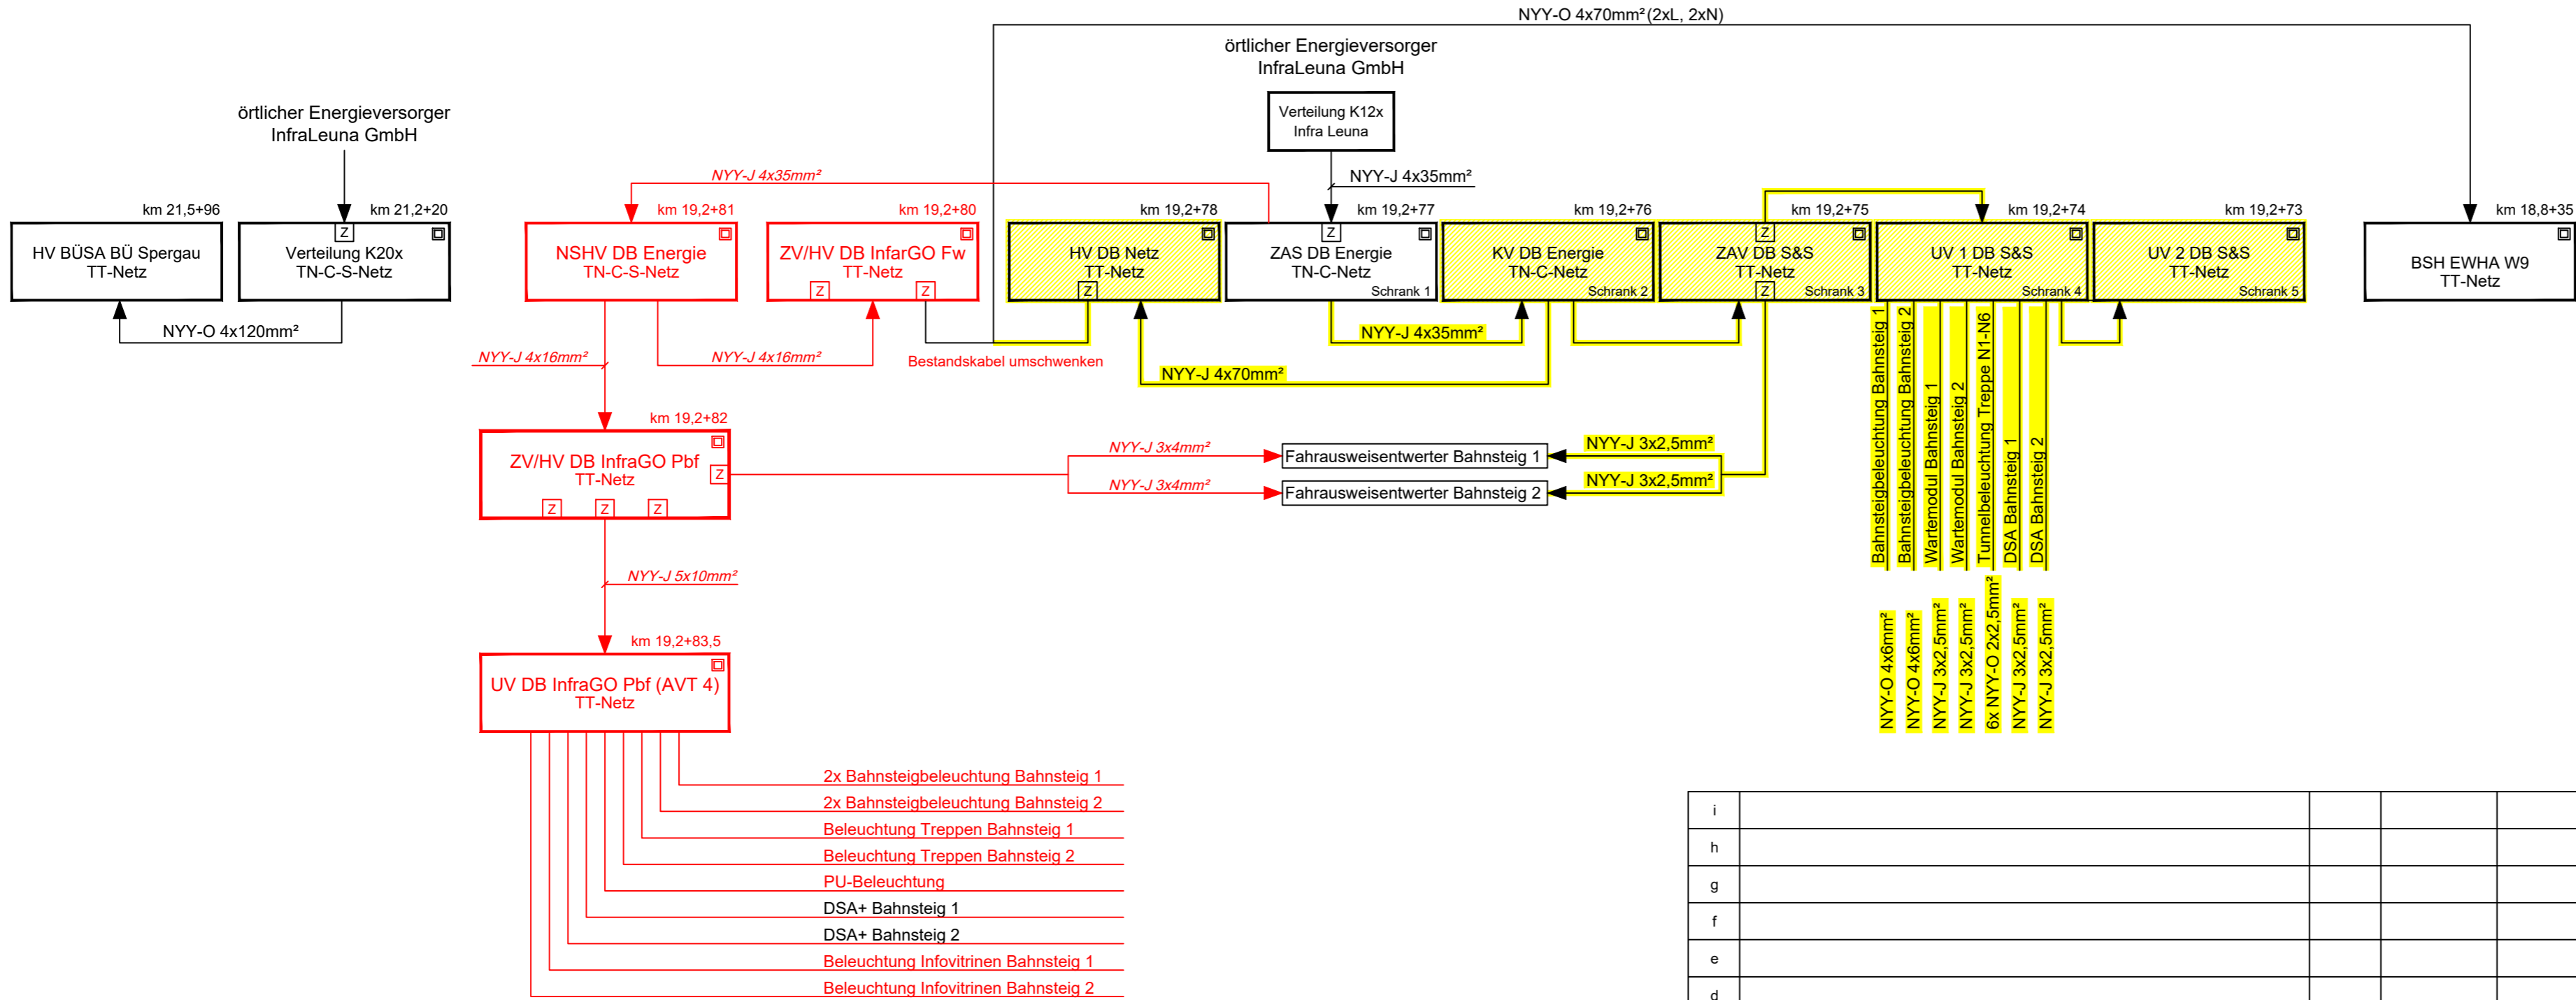 NYY-O 4x70mm² (2xL, 2xN)
örtlicher Energieversorger
InfraLeuna GmbH
Verteilung K12x
Infra Leuna
örtlicher Energieversorger
InfraLeuna GmbH
NYY-J 4x35mm²
NYY-J 4x35mm²
km 21,5+96
HV BÜSA BÜ Spergau
TT-Netz
km 21,2+20
Z
Verteilung K20x
TN-C-S-Netz
NYY-O 4x120mm²
km 19,2+81
NSHV DB Energie
TN-C-S-Netz
km 19,2+80
ZV/HV DB InfarGO Fw
TT-Netz
Z
Z
km 19,2+78
HV DB Netz
TT-Netz
Z
km 19,2+77
Z
ZAS DB Energie
TN-C-Netz
Schrank 1
km 19,2+76
KV DB Energie
TN-C-Netz
Schrank 2
km 19,2+75
Z
ZAV DB S&S
TT-Netz
Z
Schrank 3
km 19,2+74
UV 1 DB S&S
TT-Netz
Schrank 4
km 19,2+73
UV 2 DB S&S
TT-Netz
Schrank 5
km 18,8+35
BSH EWHA W9
TT-Netz
NYY-J 4x16mm²
NYY-J 4x16mm²
Bestandskabel umschwenken
NYY-J 4x35mm²
NYY-J 4x70mm²
km 19,2+82
ZV/HV DB InfraGO Pbf
TT-Netz
Z
Z
Z
Z
NYY-J 3x4mm²
NYY-J 3x4mm²
Fahrausweisentwerter Bahnsteig 1
Fahrausweisentwerter Bahnsteig 2
NYY-J 3x2,5mm²
NYY-J 3x2,5mm²
Bahnsteigbeleuchtung Bahnsteig 1
Bahnsteigbeleuchtung Bahnsteig 2
Wartemodul Bahnsteig 1
Wartemodul Bahnsteig 2
Tunnelbeleuchtung Treppe N1-N6
DSA Bahnsteig 1
DSA Bahnsteig 2
NYY-O 4x6mm²
NYY-O 4x6mm²
NYY-J 3x2,5mm²
NYY-J 3x2,5mm²
6x NYY-O 2x2,5mm²
NYY-J 3x2,5mm²
NYY-J 3x2,5mm²
NYY-J 5x10mm²
km 19,2+83,5
UV DB InfraGO Pbf (AVT 4)
TT-Netz
2x Bahnsteigbeleuchtung Bahnsteig 1
2x Bahnsteigbeleuchtung Bahnsteig 2
Beleuchtung Treppen Bahnsteig 1
Beleuchtung Treppen Bahnsteig 2
PU-Beleuchtung
DSA+ Bahnsteig 1
DSA+ Bahnsteig 2
Beleuchtung Infovitrinen Bahnsteig 1
Beleuchtung Infovitrinen Bahnsteig 2
i
h
g
f
e
d